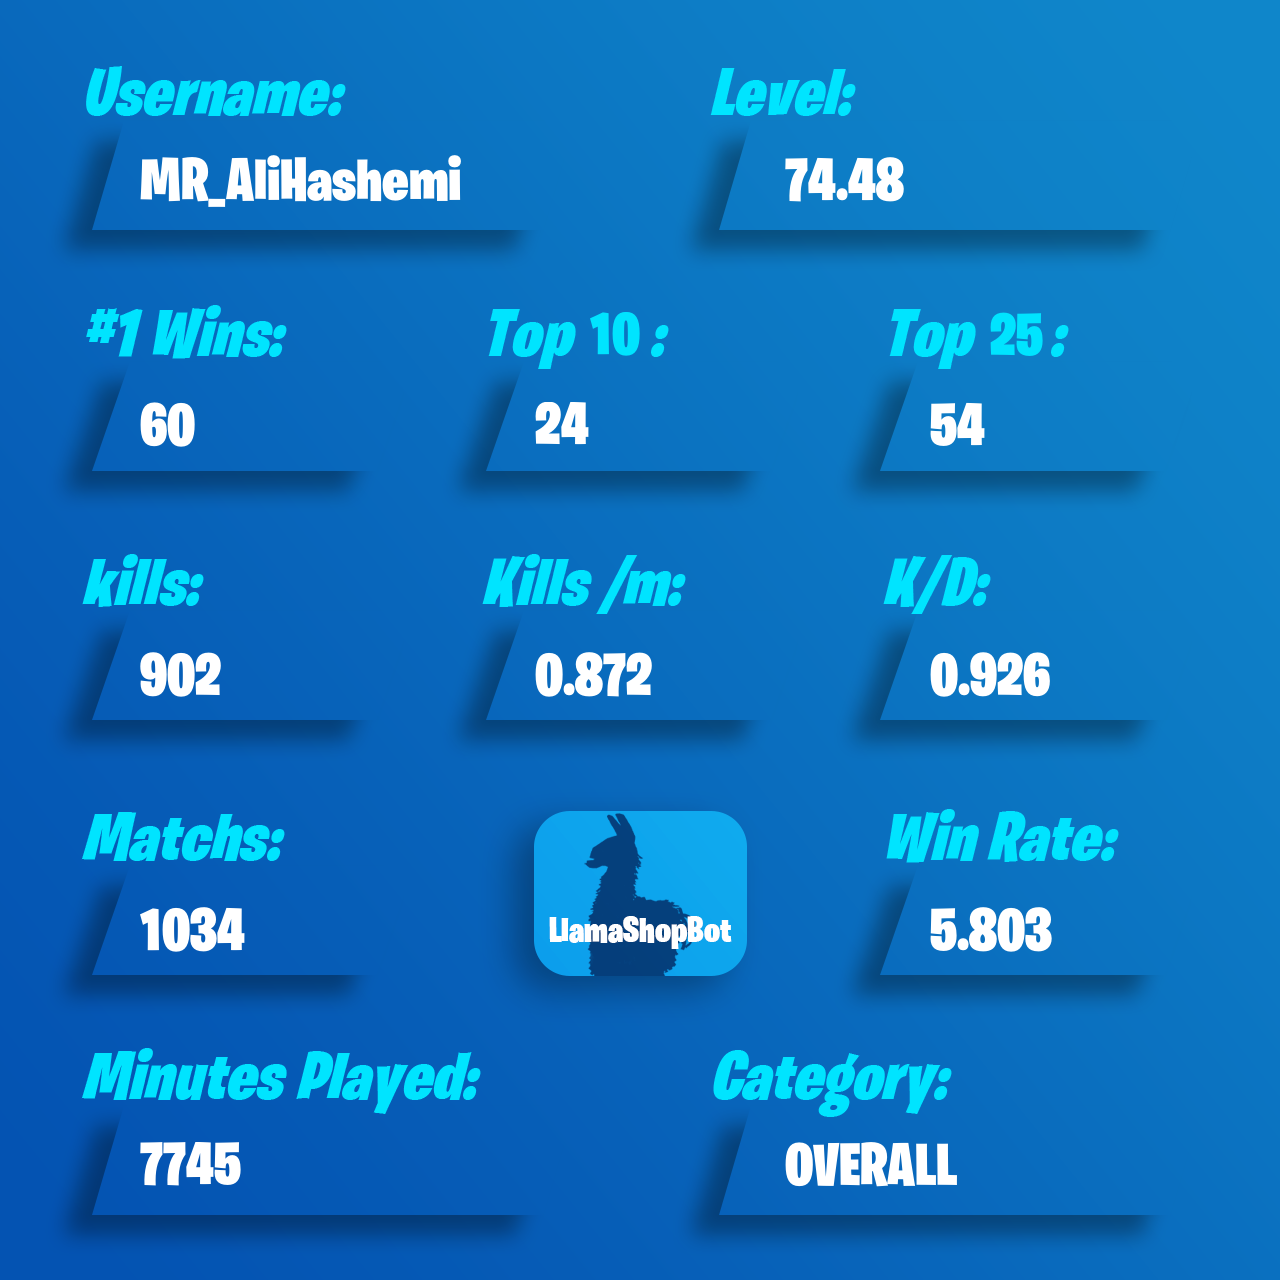 Username: Level:
MR_AliHashemi 74.48
#1 Wins: Top 10 : Top 25 :
60 24 54
kills: Kills /m: K/D:
902 0.872 0.926
Matchs: Win Rate:
1034 LlamaShopBot 5.803
Minutes Played: Category:
7745 OVERALL